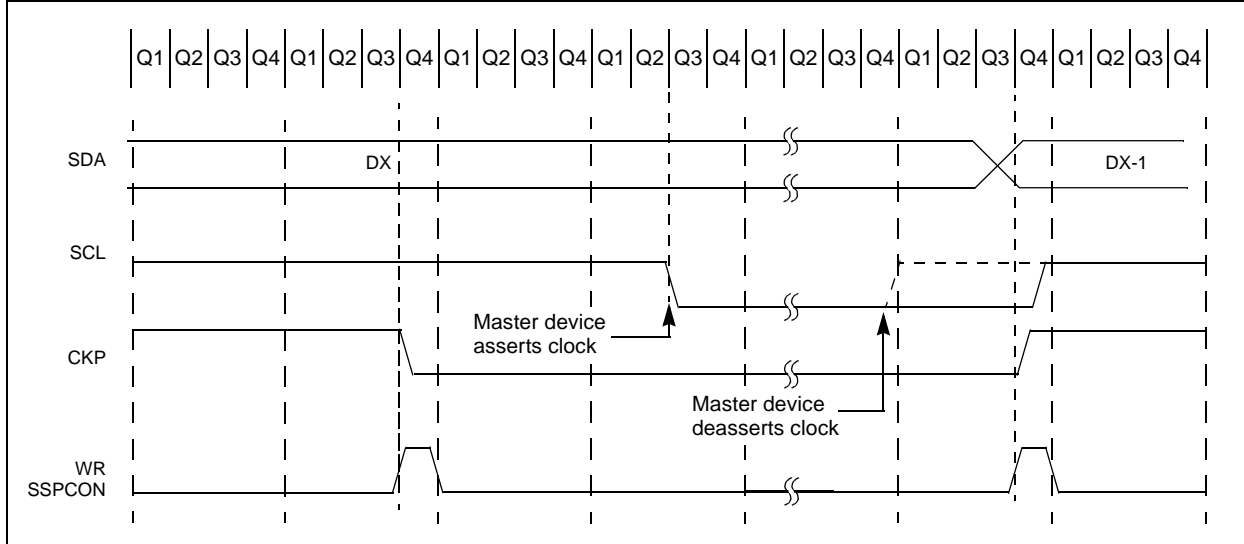 Q1 Q2 Q3 Q4 Q1 Q2 Q3 Q4 Q1 Q2 Q3 Q4 Q1 Q2 Q3 Q4 Q1 Q2 Q3 Q4 Q1 Q2 Q3 Q4 Q1 Q2 Q3 Q4
SDA
DX
DX-1
SCL
Master device
asserts clock
CKP
Master device
deasserts clock
WR
SSPCON